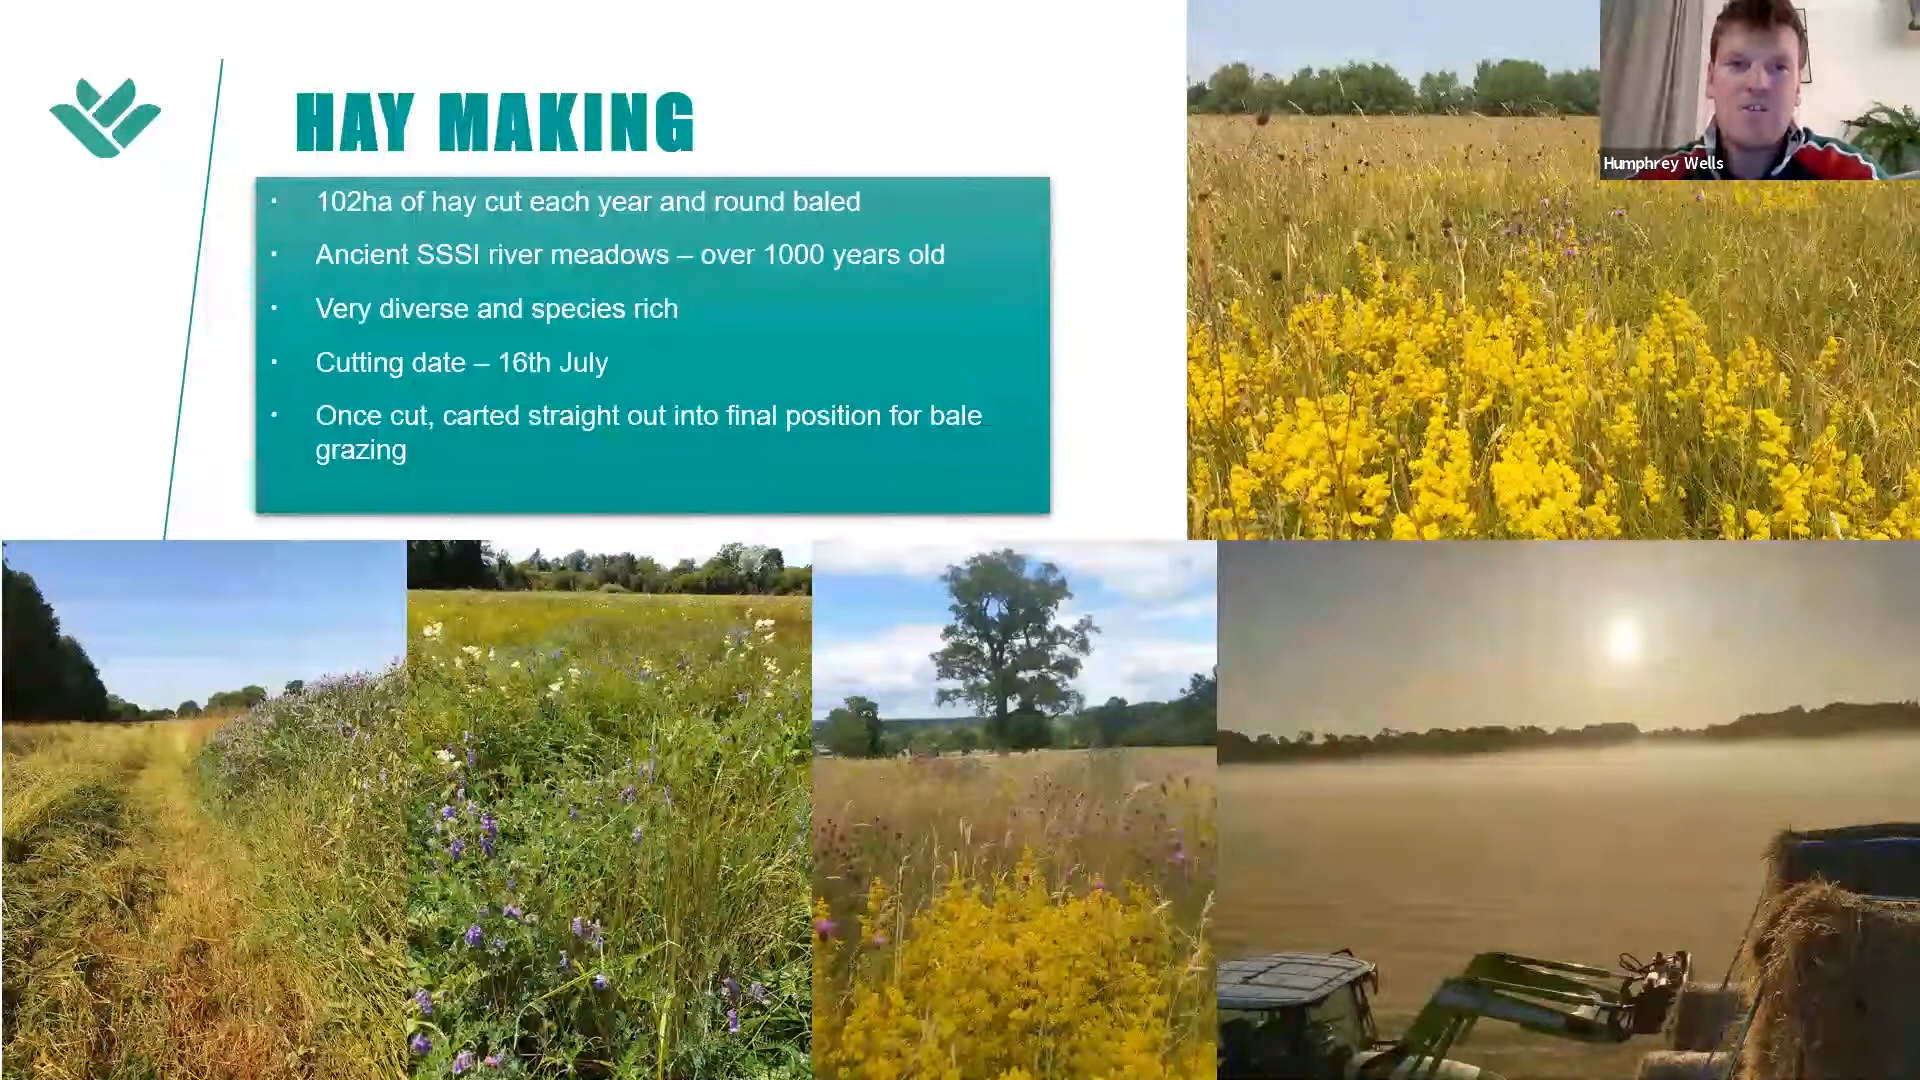 HAY MAKING
· 102ha of hay cut each year and round baled
· Ancient SSSI river meadows – over 1000 years old
· Very diverse and species rich
· Cutting date – 16th July
· Once cut, carted straight out into final position for bale
grazing
Humphrey Wells